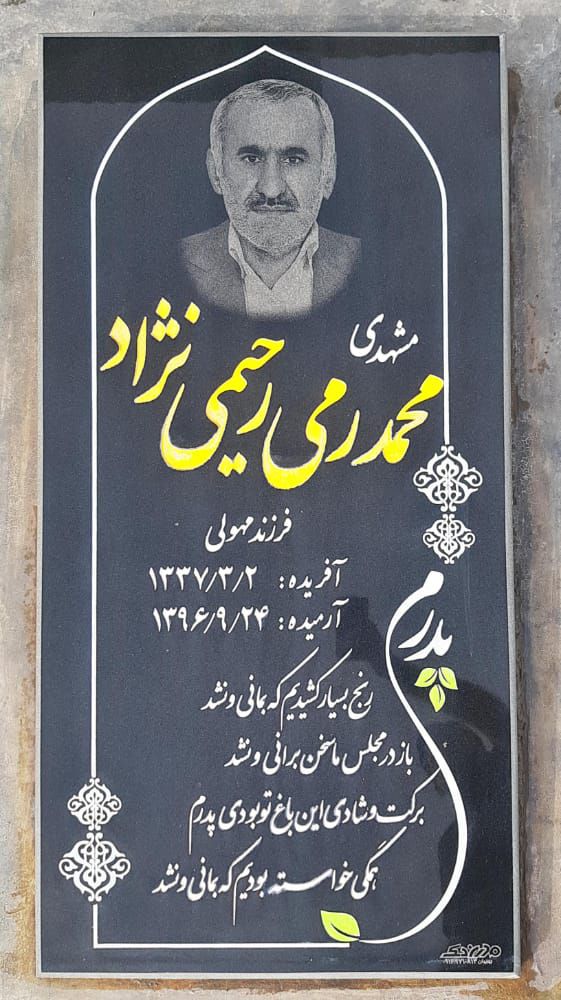 مشهدی
محمد رمی رحیمی نژاد
فرزند مهولی
آفریده: ۱۳۳۷/۳/۲
آرمیده: ۱۳۹۶/۹/۲۴
پدرم
رنج بسیار کشیدیم که بمانی و نشد
باز در مجلس ما سخن برانی و نشد
برکت و شادی این باغ تو بودی پدرم
همگی خواسته بودیم که بمانی و نشد